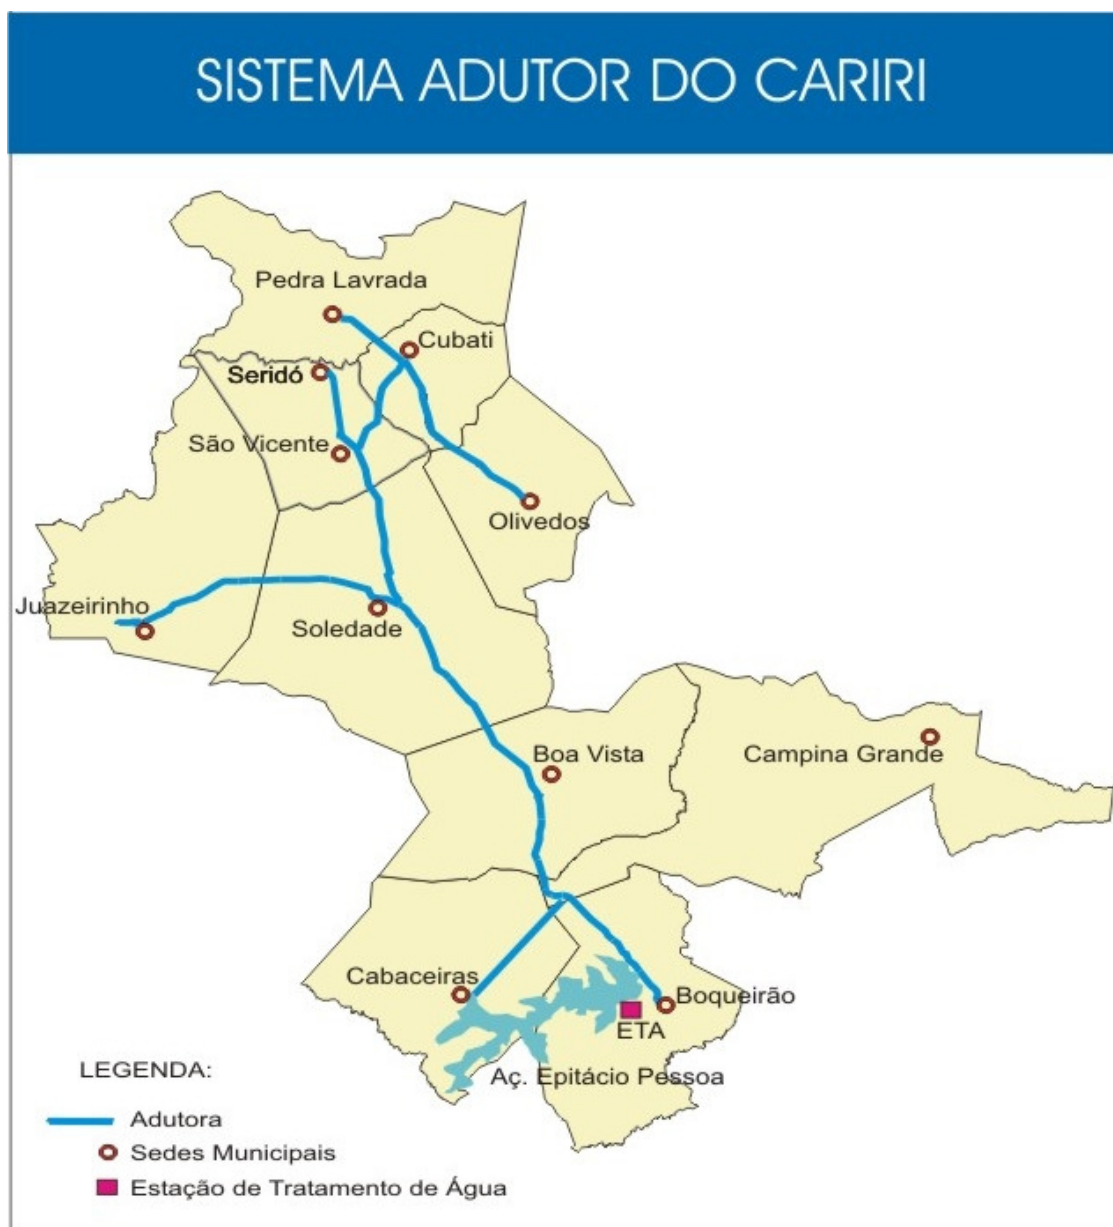 SISTEMA ADUTOR DO CARIRI
Pedra Lavrada
Cubati
Seridó
São Vicente
Olivedos
Juazeirinho
Soledade
Boa Vista
Campina Grande
Cabaceiras
Boqueirão
ETA
Aç. Epitácio Pessoa
LEGENDA:
Adutora
Sedes Municipais
Estação de Tratamento de Água